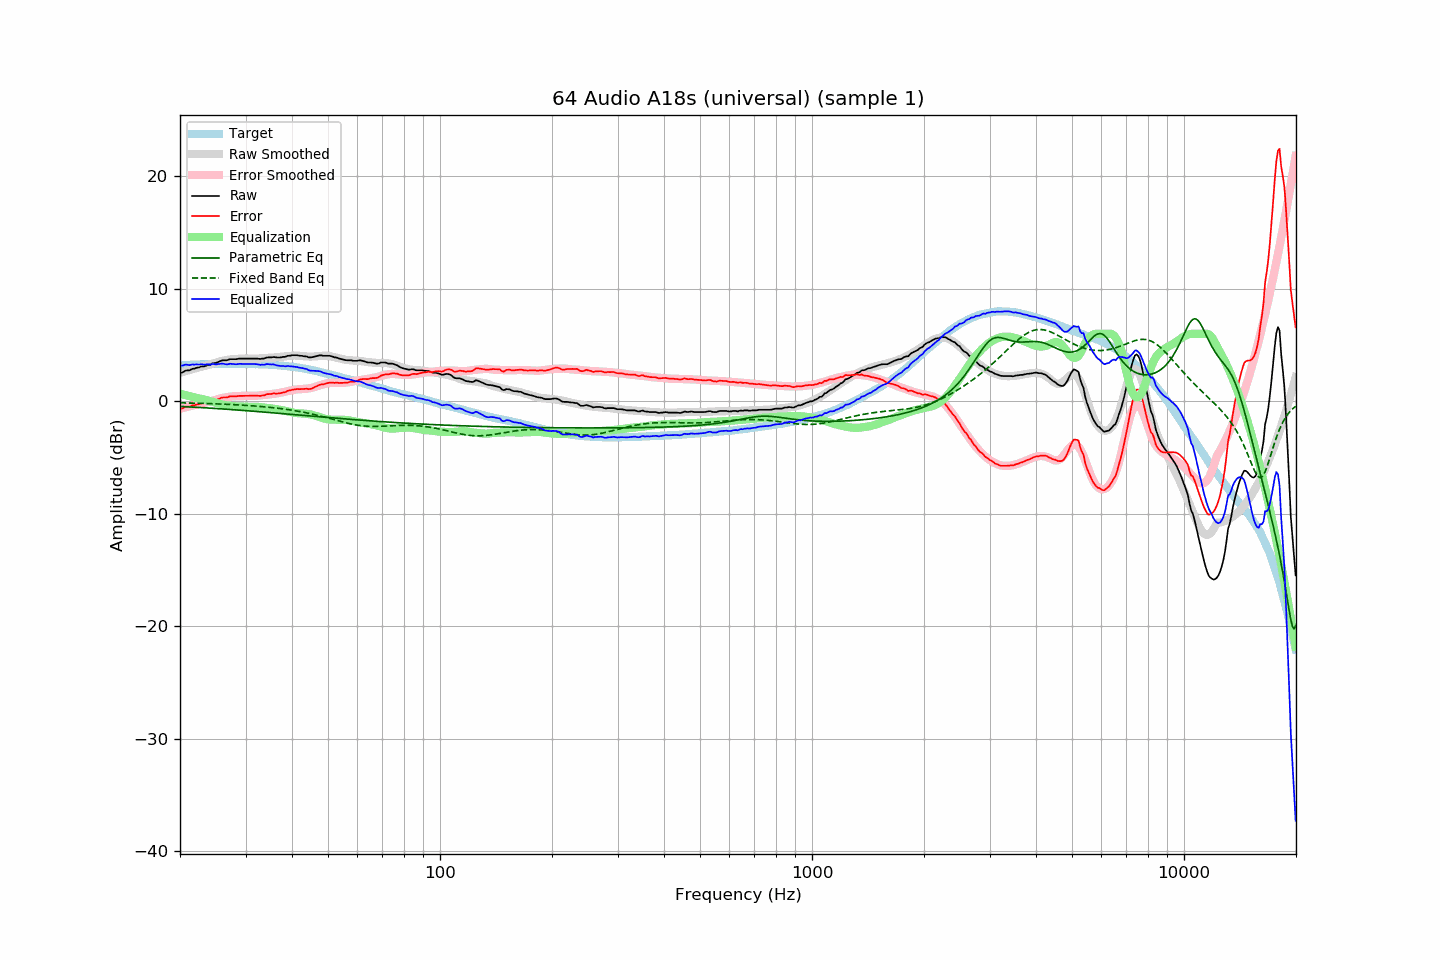 64 Audio A18s (universal) (sample 1)
Target
Raw Smoothed
Error Smoothed
Raw
Error
Equalization
Parametric Eq
Fixed Band Eq
Equalized
20
10
0
−10
−20
−30
−40
Amplitude (dBr)
100
1000
10000
Frequency (Hz)